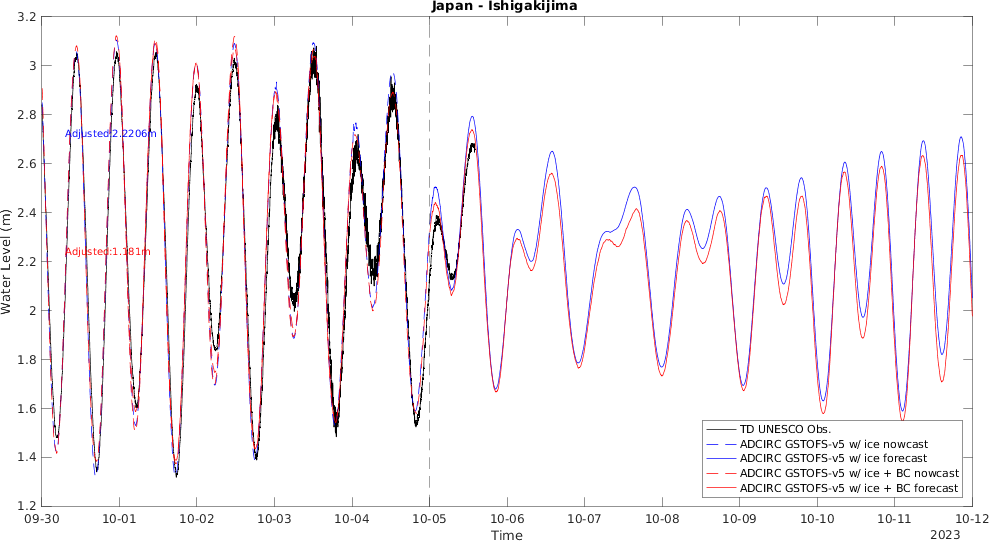 Japan - Ishigakijima
3.2
3
2.8
2.6
2.4
2.2
2
1.8
1.6
1.4
1.2
Water Level (m)
Adjusted:2.2206m
Adjusted:1.181m
TD UNESCO Obs.
ADCIRC GSTOFS-v5 w/ ice nowcast
ADCIRC GSTOFS-v5 w/ ice forecast
ADCIRC GSTOFS-v5 w/ ice + BC nowcast
ADCIRC GSTOFS-v5 w/ ice + BC forecast
09-30 10-01 10-02 10-03 10-04 10-05 10-06 10-07 10-08 10-09 10-10 10-11 10-12
Time
2023